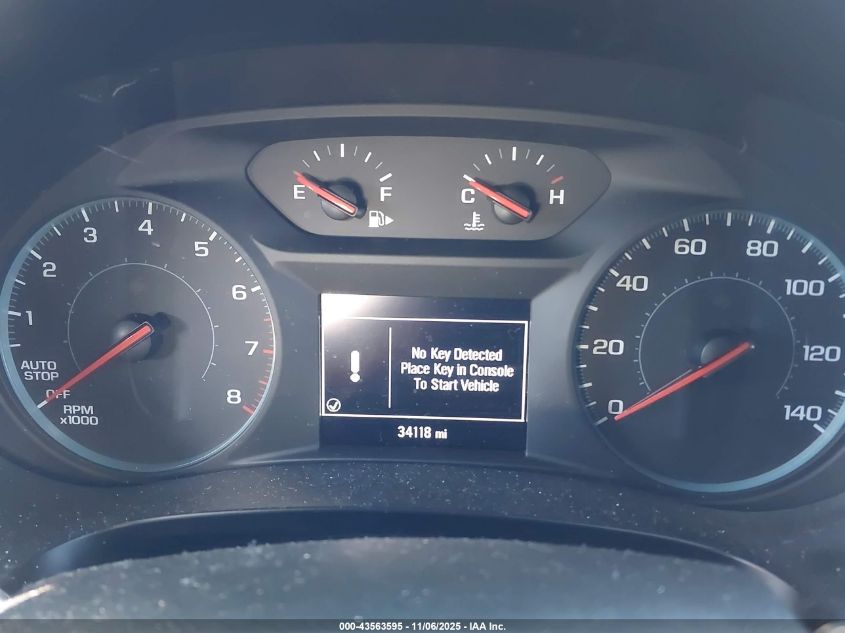 E F
C H
1 2 3 4 5 6 7 8
AUTO
STOP
OFF
RPM
x1000
No Key Detected
Place Key in Console
To Start Vehicle
34118 mi
0 20 40 60 80 100 120 140
000-43563595 - 11/06/2025 - IAA Inc.